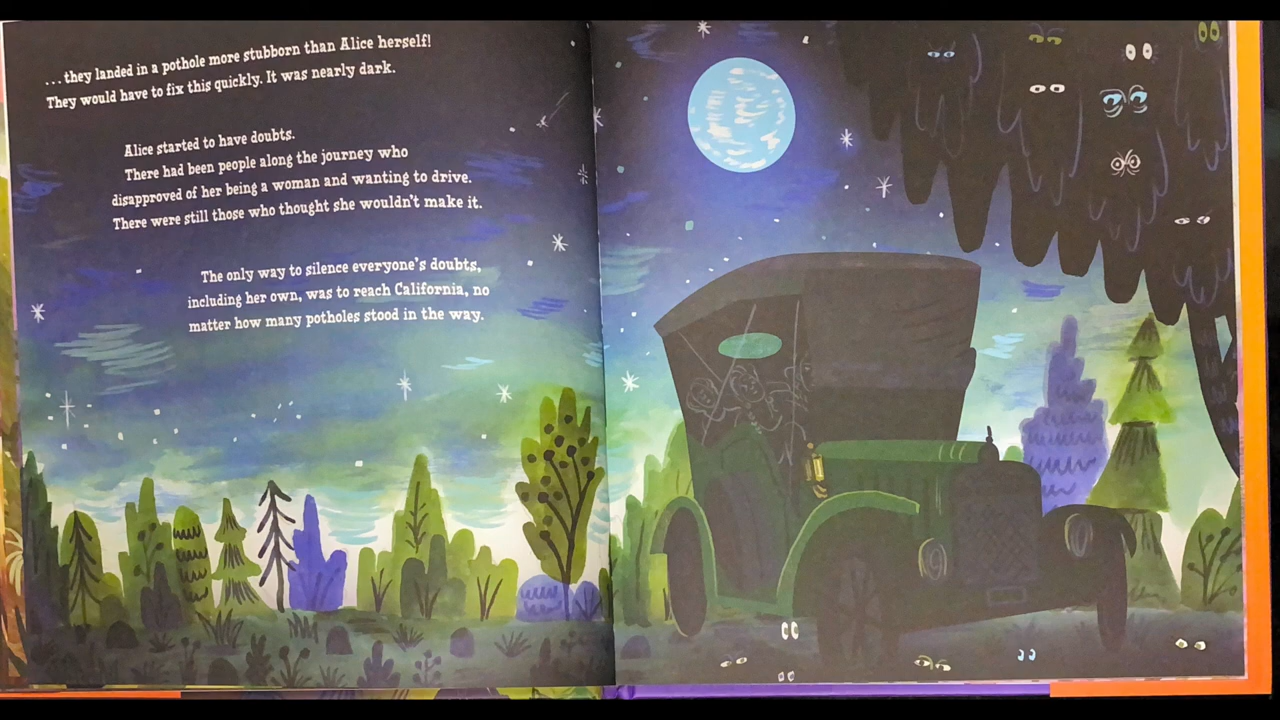 ...they landed in a pothole more stubborn than Alice herself!
They would have to fix this quickly. It was nearly dark.
Alice started to have doubts.
There had been people along the journey who
disapproved of her being a woman and wanting to drive.
There were still those who thought she wouldn't make it.
The only way to silence everyone's doubts,
including her own, was to reach California, no
matter how many potholes stood in the way.